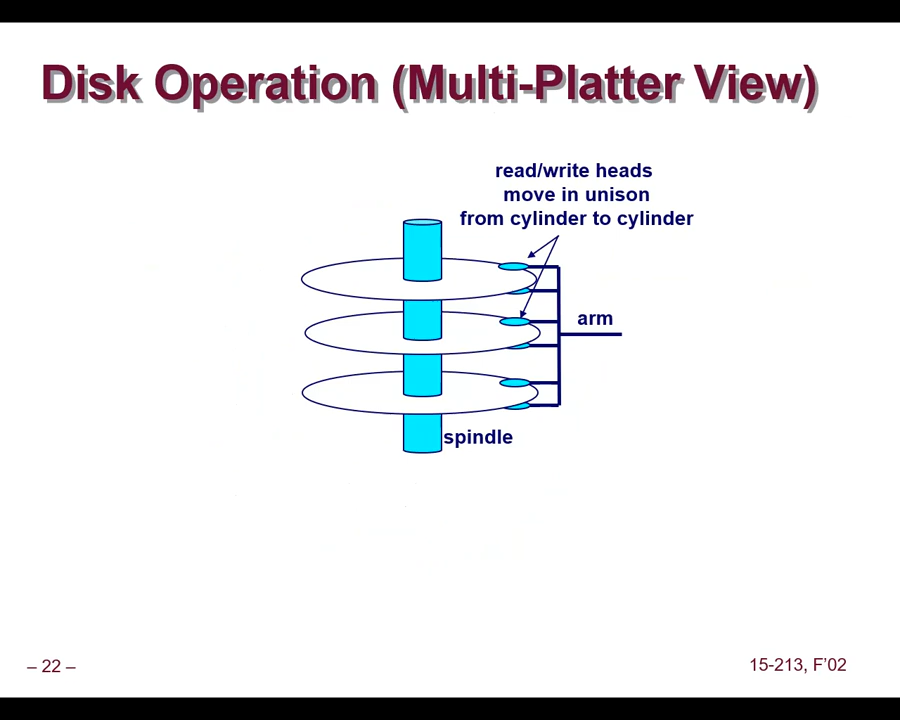 Disk Operation (Multi-Platter View)
read/write heads
move in unison
from cylinder to cylinder
arm
spindle
– 22 –
15-213, F’02